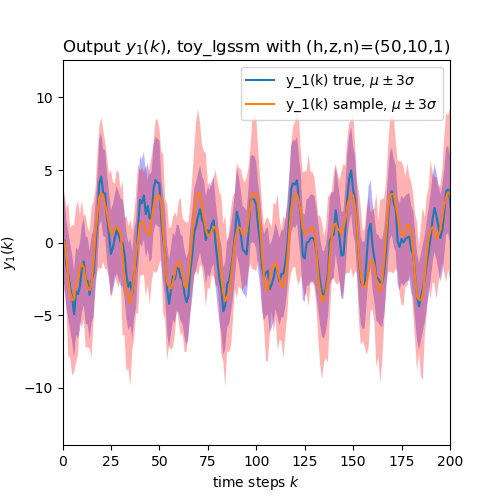 Output y₁(k), toy_lgssm with (h,z,n)=(50,10,1)
y_1(k) true, μ ± 3σ
y_1(k) sample, μ ± 3σ
y₁(k)
10
5
0
−5
−10
0 25 50 75 100 125 150 175 200
time steps k